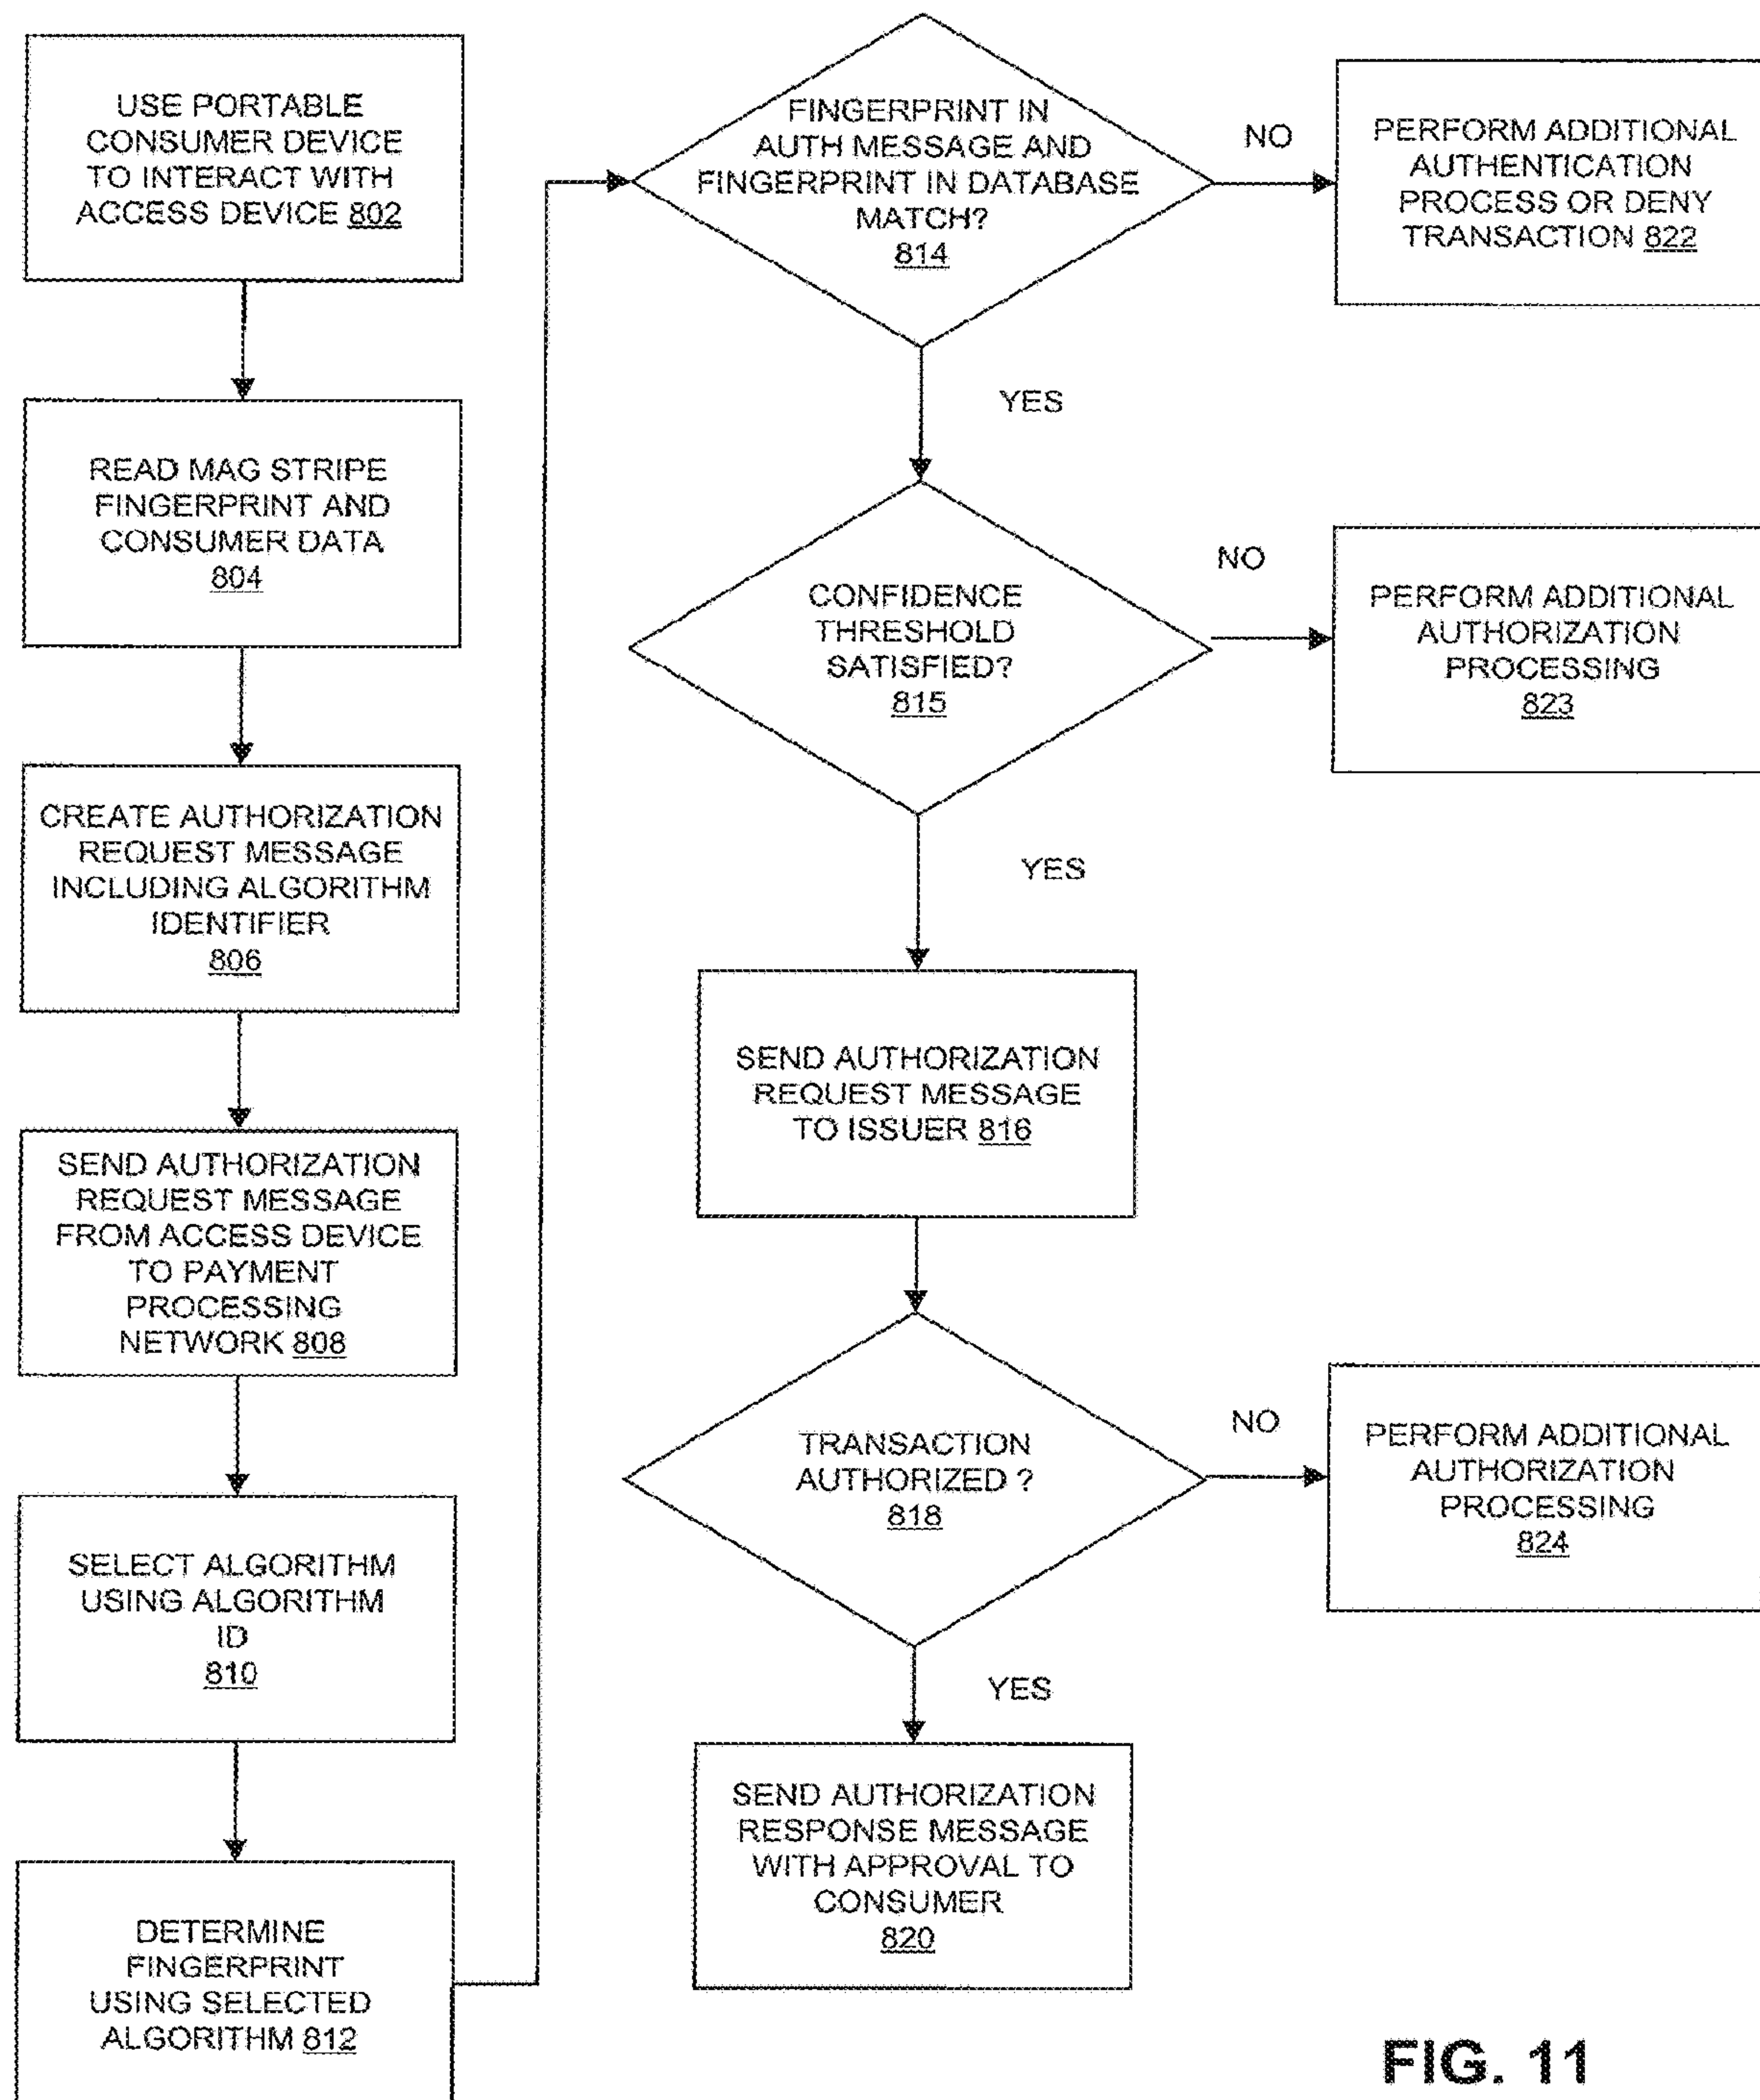 USE PORTABLE
CONSUMER DEVICE
TO INTERACT WITH
ACCESS DEVICE 802
READ MAG STRIPE
FINGERPRINT AND
CONSUMER DATA
804
CREATE AUTHORIZATION
REQUEST MESSAGE
INCLUDING ALGORITHM
IDENTIFIER
806
SEND AUTHORIZATION
REQUEST MESSAGE
FROM ACCESS DEVICE
TO PAYMENT
PROCESSING
NETWORK 808
SELECT ALGORITHM
USING ALGORITHM
ID
810
DETERMINE
FINGERPRINT
USING SELECTED
ALGORITHM 812
FINGERPRINT IN
AUTH MESSAGE AND
FINGERPRINT IN DATABASE
MATCH?
814
NO
PERFORM ADDITIONAL
AUTHENTICATION
PROCESS OR DENY
TRANSACTION 822
YES
CONFIDENCE
THRESHOLD
SATISFIED?
815
NO
PERFORM ADDITIONAL
AUTHORIZATION
PROCESSING
823
YES
SEND AUTHORIZATION
REQUEST MESSAGE
TO ISSUER 816
TRANSACTION
AUTHORIZED ?
818
NO
PERFORM ADDITIONAL
AUTHORIZATION
PROCESSING
824
YES
SEND AUTHORIZATION
RESPONSE MESSAGE
WITH APPROVAL TO
CONSUMER
820
FIG. 11